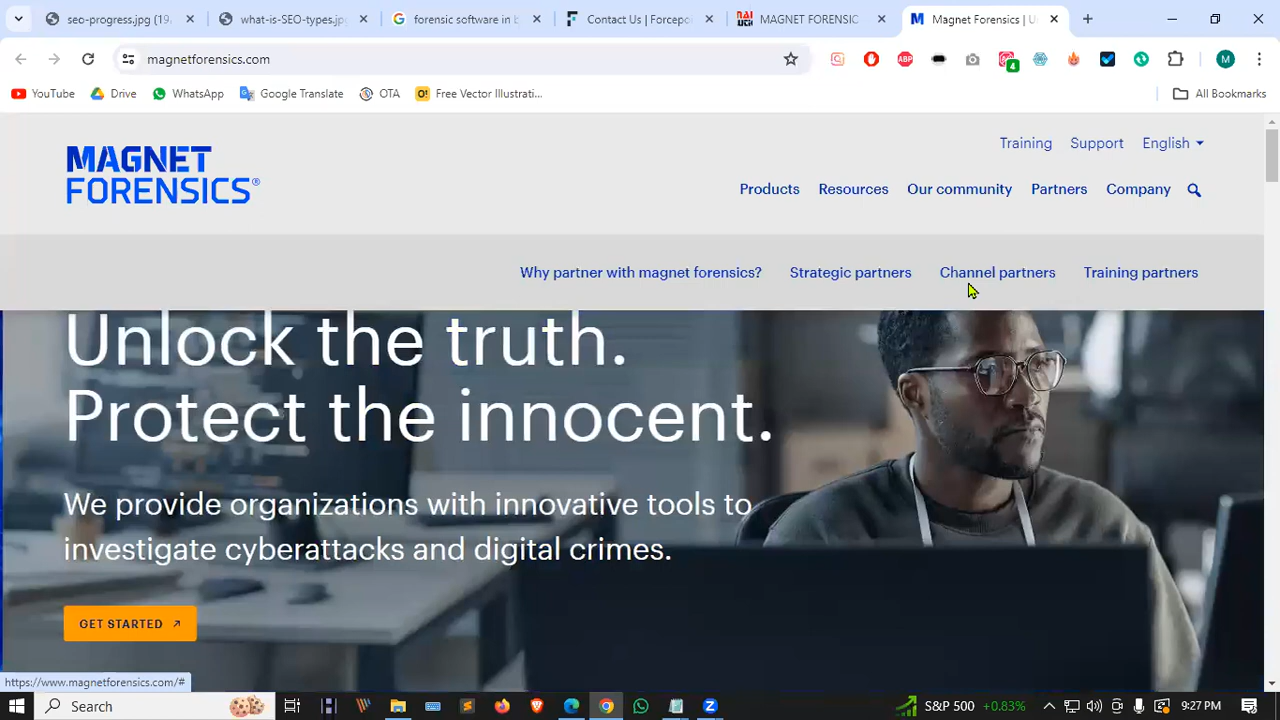 seo-progress.jpg (19
what-is-SEO-types.jpg
forensic software in b
Contact Us | Forcepo
MAGNET FORENSIC
Magnet Forensics | U
magnetforensics.com
4
M
YouTube
Drive
WhatsApp
Google Translate
OTA
Free Vector Illustrati...
All Bookmarks
Training
Support
English
MAGNET
FORENSICS®
Products
Resources
Our community
Partners
Company
Why partner with magnet forensics?
Strategic partners
Channel partners
Training partners
Unlock the truth.
Protect the innocent.
We provide organizations with innovative tools to
investigate cyberattacks and digital crimes.
GET STARTED
https://www.magnetforensics.com/#
Search
S&P 500 +0.83%
9:27 PM